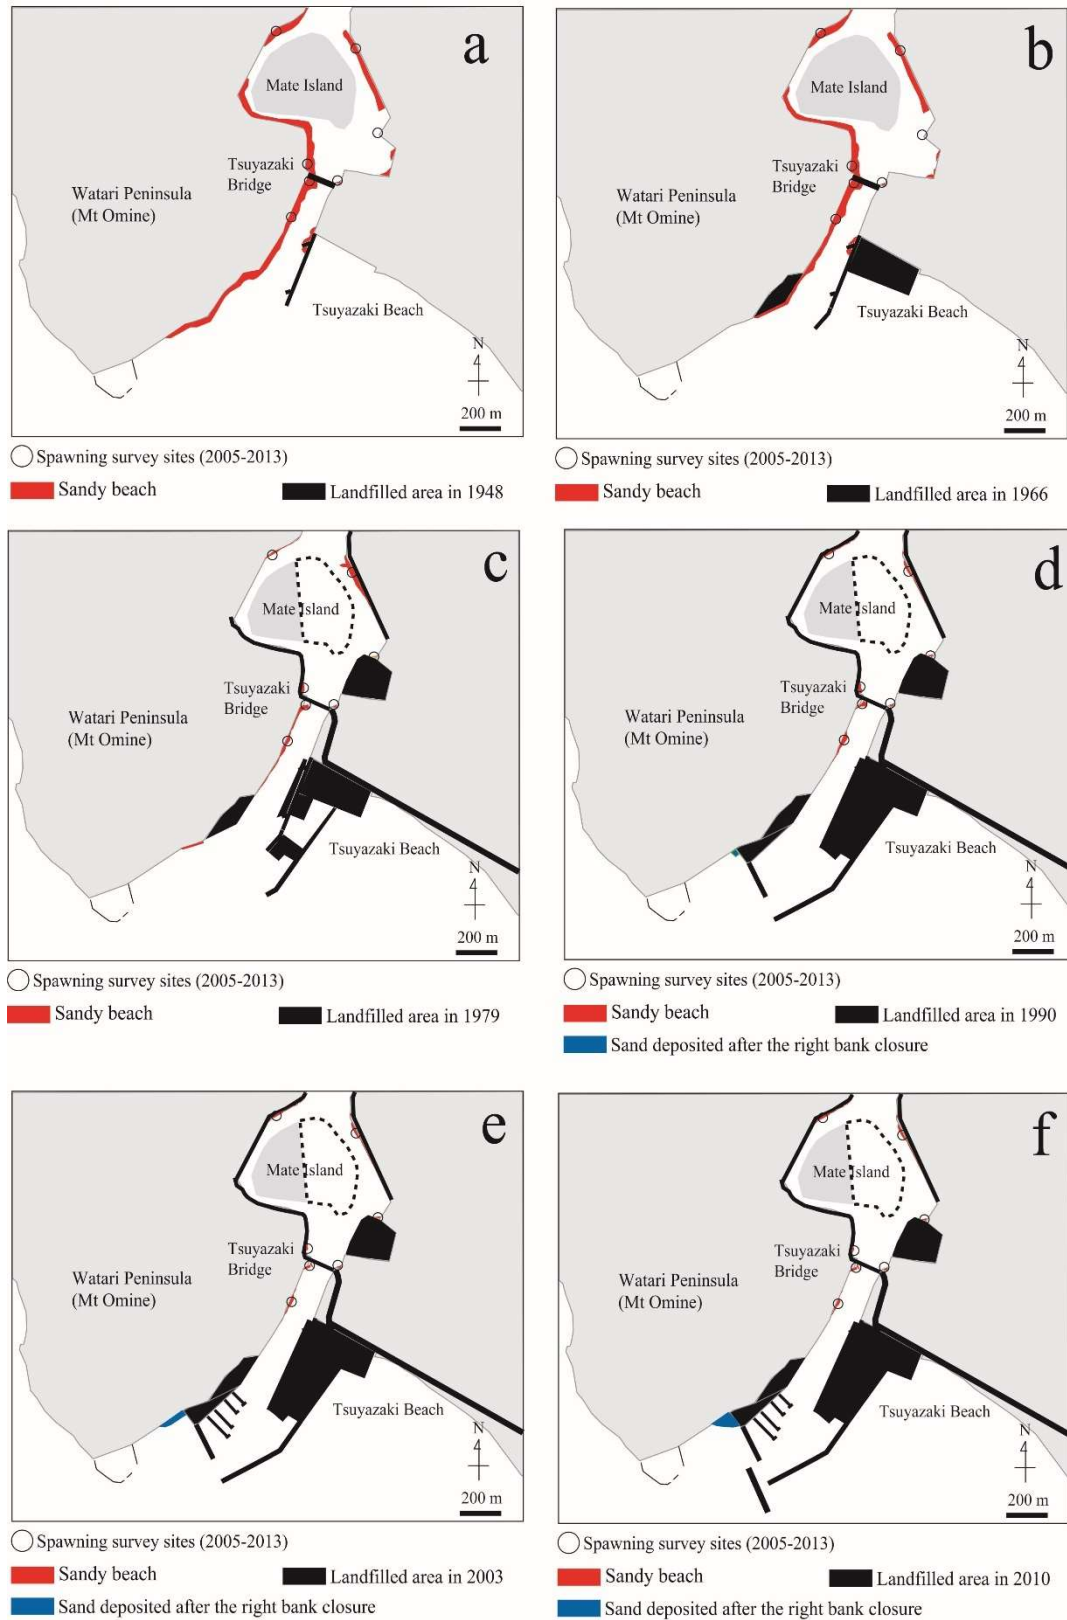 a
Mate Island
Tsuyazaki
Bridge
Watari Peninsula
(Mt Omine)
Tsuyazaki Beach
N
200 m
Spawning survey sites (2005-2013)
Sandy beach
Landfilled area in 1948
b
Mate Island
Tsuyazaki
Bridge
Watari Peninsula
(Mt Omine)
Tsuyazaki Beach
N
200 m
Spawning survey sites (2005-2013)
Sandy beach
Landfilled area in 1966
c
Mate Island
Tsuyazaki
Bridge
Watari Peninsula
(Mt Omine)
Tsuyazaki Beach
N
200 m
Spawning survey sites (2005-2013)
Sandy beach
Landfilled area in 1979
d
Mate Island
Tsuyazaki
Bridge
Watari Peninsula
(Mt Omine)
Tsuyazaki Beach
N
200 m
Spawning survey sites (2005-2013)
Sandy beach
Landfilled area in 1990
Sand deposited after the right bank closure
e
Mate Island
Tsuyazaki
Bridge
Watari Peninsula
(Mt Omine)
Tsuyazaki Beach
N
200 m
Spawning survey sites (2005-2013)
Sandy beach
Landfilled area in 2003
Sand deposited after the right bank closure
f
Mate Island
Tsuyazaki
Bridge
Watari Peninsula
(Mt Omine)
Tsuyazaki Beach
N
200 m
Spawning survey sites (2005-2013)
Sandy beach
Landfilled area in 2010
Sand deposited after the right bank closure